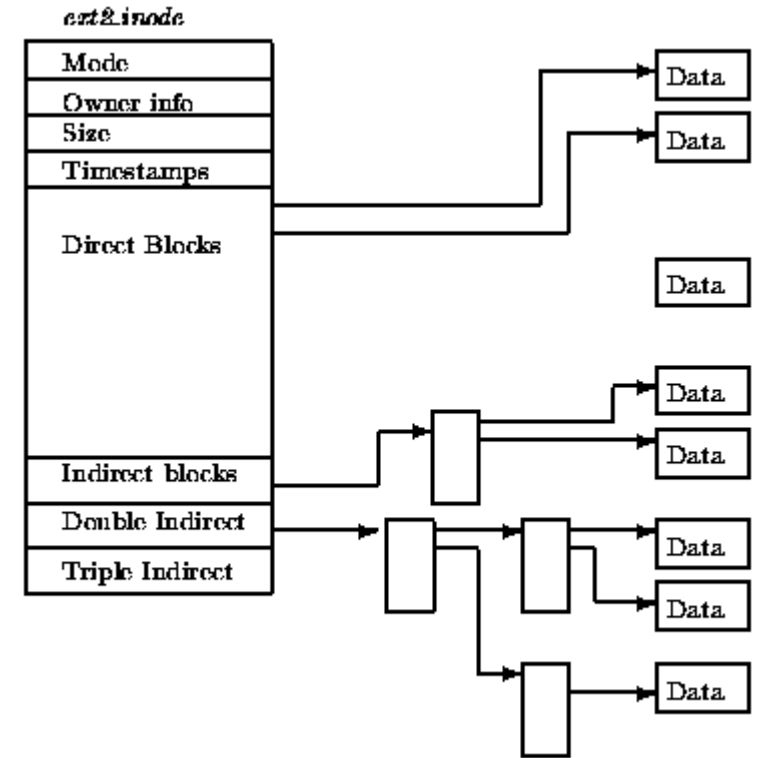 ext2_inode
Mode
Owner info
Size
Timestamps
Direct Blocks
Indirect blocks
Double Indirect
Triple Indirect
Data
Data
Data
Data
Data
Data
Data
Data